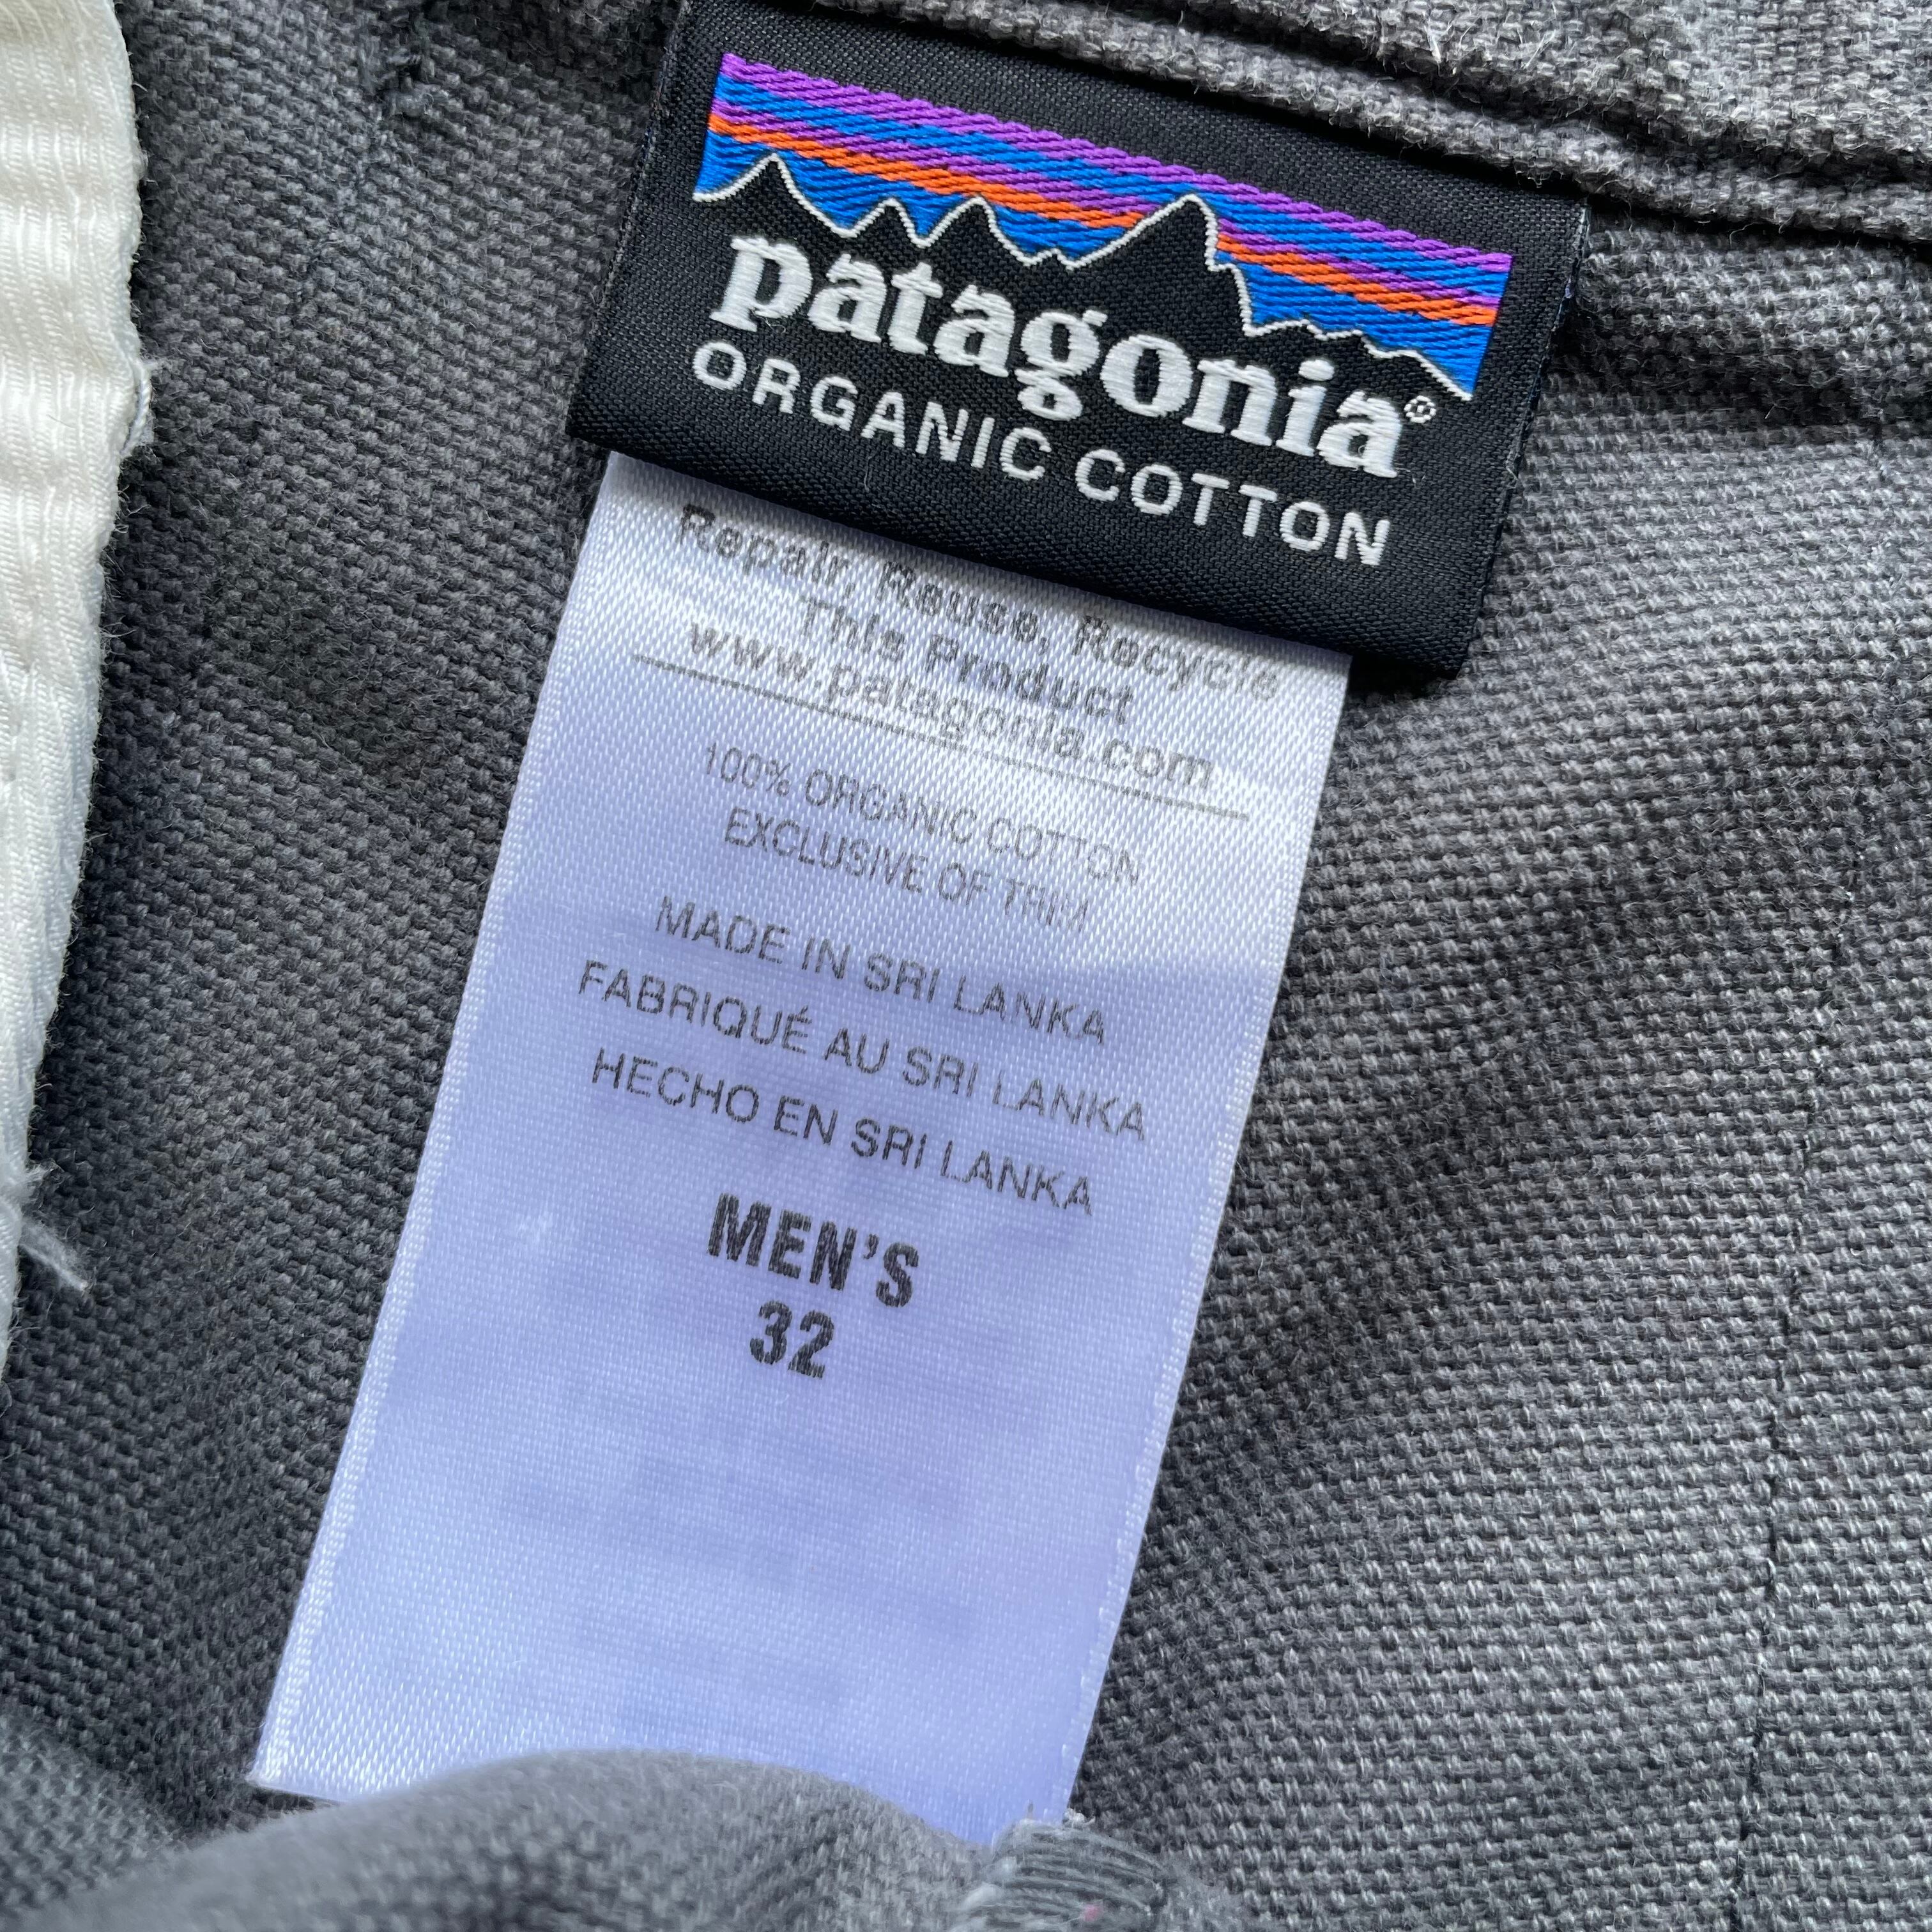 patagonia®
ORGANIC COTTON
Repair, Reuse, Recycle
This Product
www.patagonia.com
100% ORGANIC COTTON
EXCLUSIVE OF TRIM
MADE IN SRI LANKA
FABRIQUÉ AU SRI LANKA
HECHO EN SRI LANKA
MEN'S
32